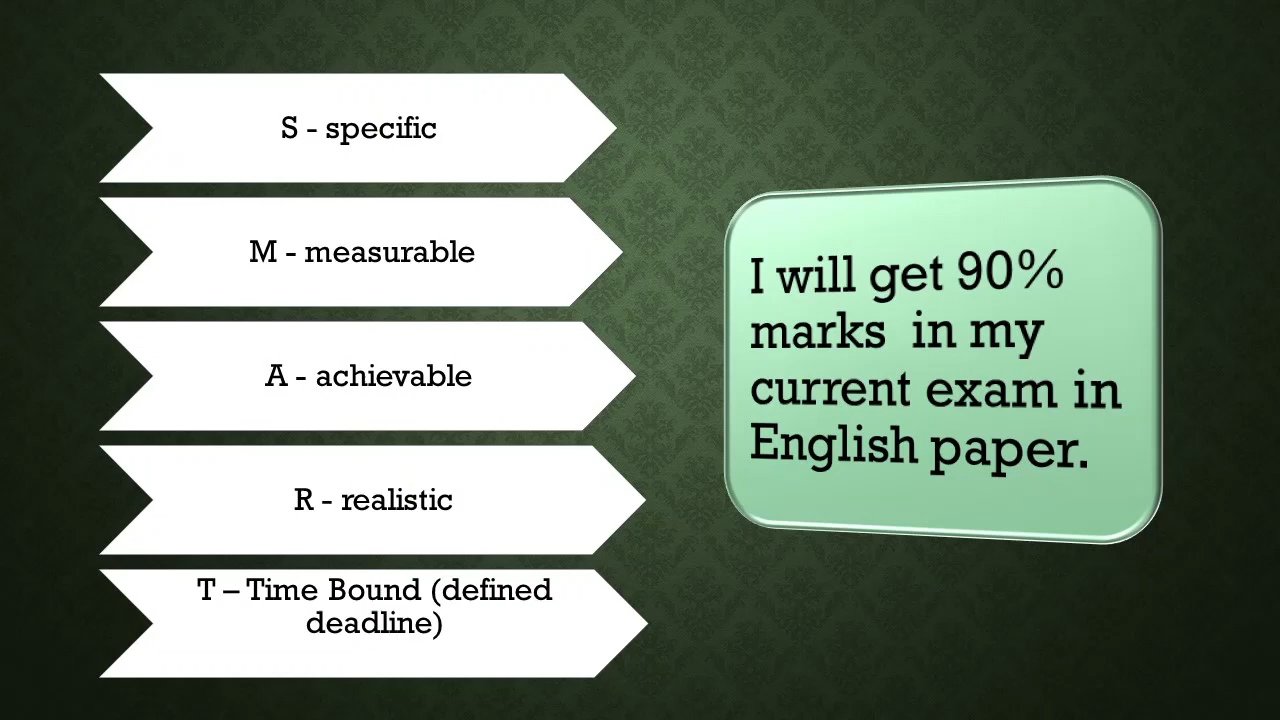 S - specific
M - measurable
A - achievable
R - realistic
T – Time Bound (defined
deadline)
I will get 90%
marks  in my
current exam in
English paper.